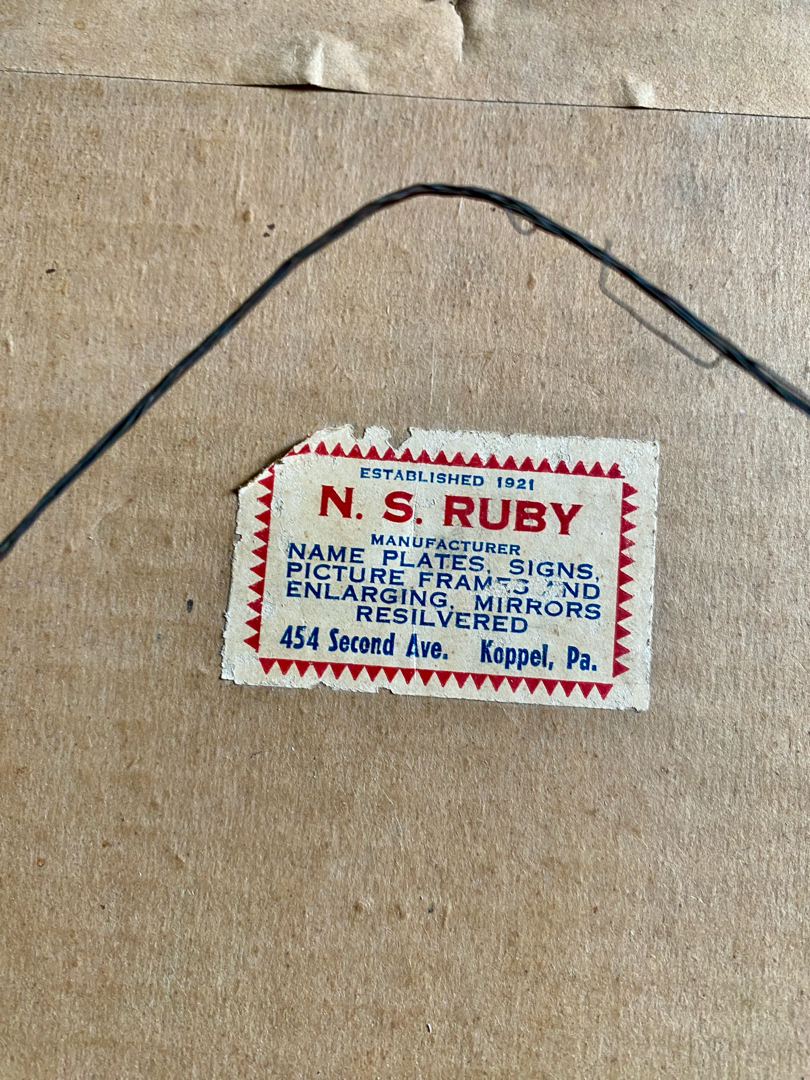 ESTABLISHED 1921
N. S. RUBY
MANUFACTURER
NAME PLATES, SIGNS,
PICTURE FRAMES AND
ENLARGING, MIRRORS
RESILVERED
454 Second Ave. Koppel, Pa.